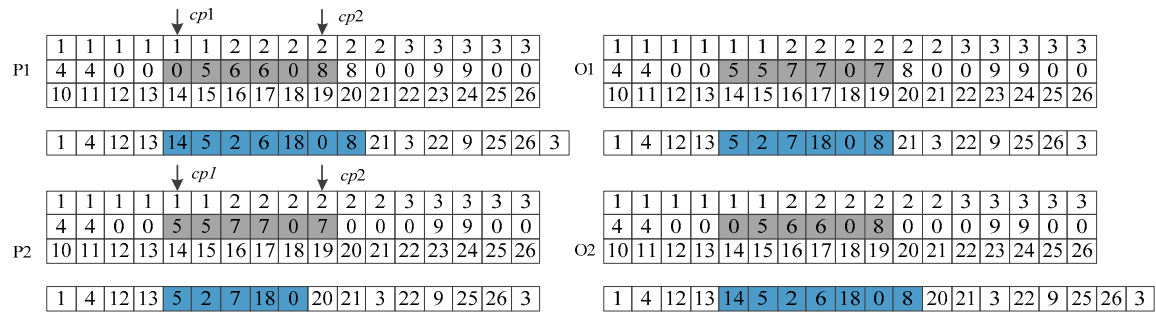 cp1 cp2
1 1 1 1 1 1 2 2 2 2 2 2 3 3 3 3 3
P1 4 4 0 0 0 5 6 6 0 8 8 0 0 9 9 0 0
10 11 12 13 14 15 16 17 18 19 20 21 22 23 24 25 26
1 4 12 13 14 5 2 6 18 0 8 21 3 22 9 25 26 3
1 1 1 1 1 1 2 2 2 2 2 2 3 3 3 3 3
O1 4 4 0 0 5 5 7 7 0 7 8 0 0 9 9 0 0
10 11 12 13 14 15 16 17 18 19 20 21 22 23 24 25 26
1 4 12 13 5 2 7 18 0 8 21 3 22 9 25 26 3
cp1 cp2
1 1 1 1 1 1 2 2 2 2 2 2 3 3 3 3 3
4 4 0 0 5 5 7 7 0 7 0 0 0 9 9 0 0
P2 10 11 12 13 14 15 16 17 18 19 20 21 22 23 24 25 26
1 4 12 13 5 2 7 18 0 20 21 3 22 9 25 26 3
1 1 1 1 1 1 2 2 2 2 2 2 3 3 3 3 3
4 4 0 0 0 5 6 6 0 8 0 0 0 9 9 0 0
O2 10 11 12 13 14 15 16 17 18 19 20 21 22 23 24 25 26
1 4 12 13 14 5 2 6 18 0 8 20 21 3 22 9 25 26 3